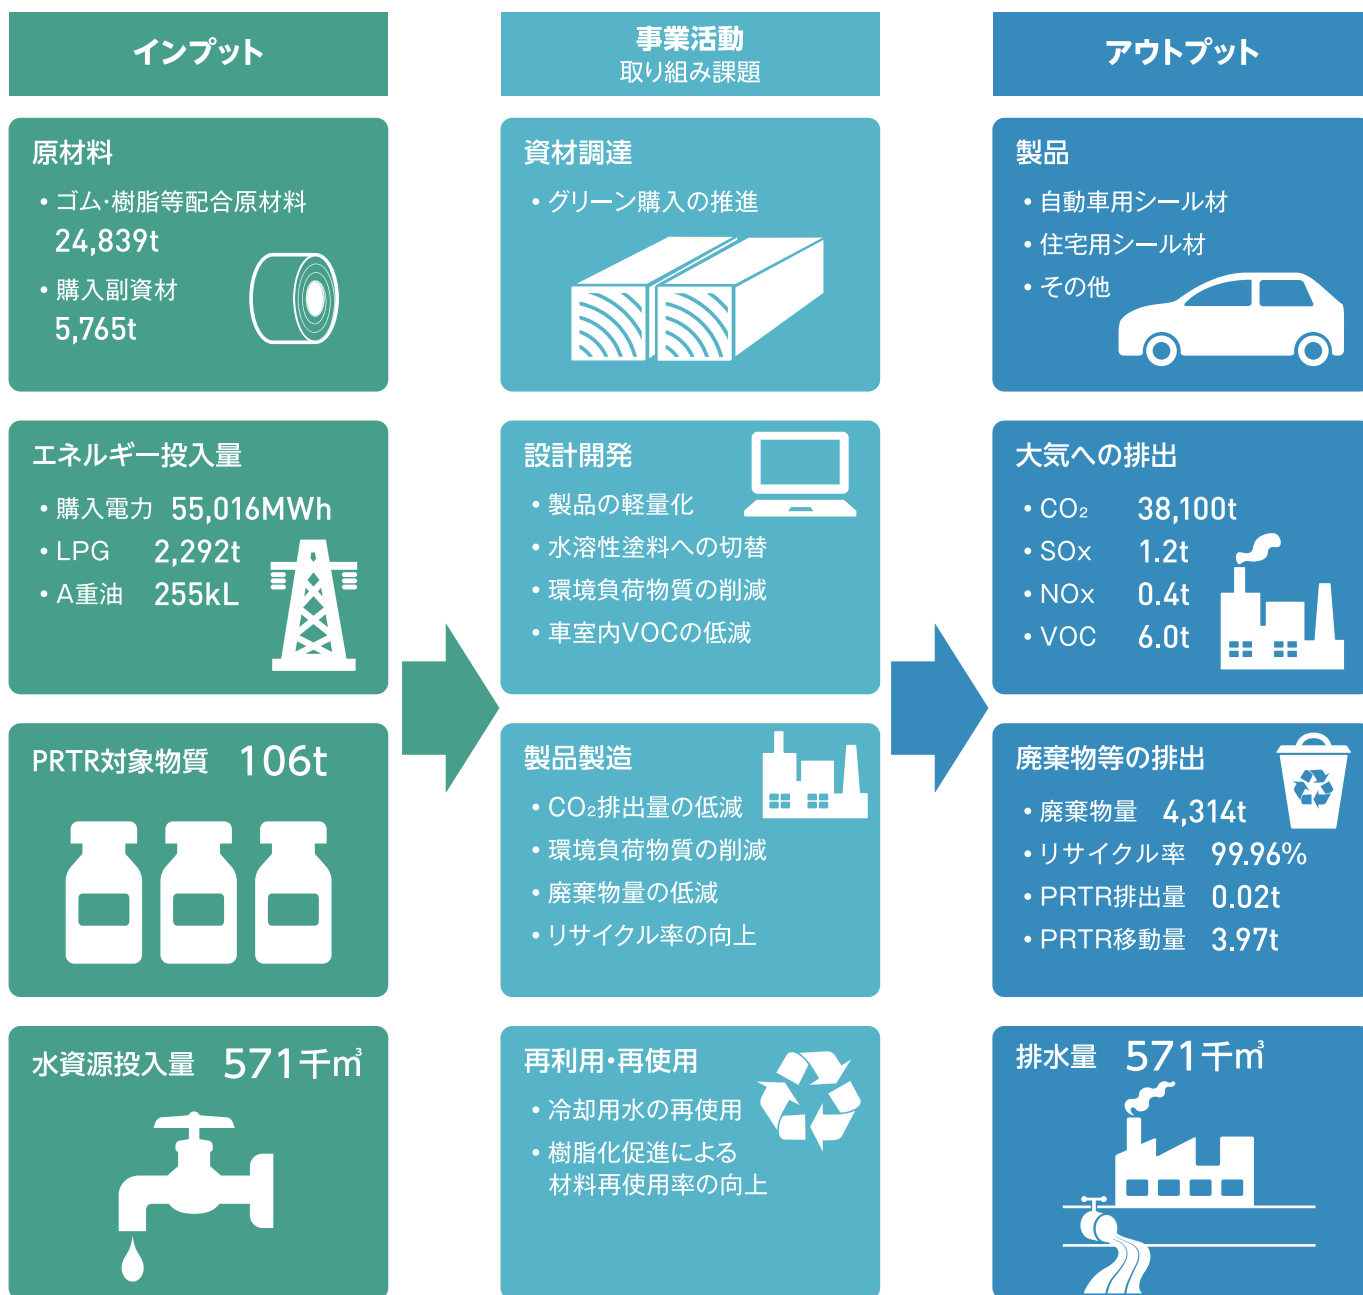 インプット
原材料
・ゴム・樹脂等配合原材料
24,839t
・購入副資材
5,765t
エネルギー投入量
・購入電力 55,016MWh
・LPG 2,292t
・A重油 255kL
PRTR対象物質 106t
水資源投入量 571千㎥
事業活動
取り組み課題
資材調達
・グリーン購入の推進
設計開発
・製品の軽量化
・水溶性塗料への切替
・環境負荷物質の削減
・車室内VOCの低減
製品製造
・CO₂排出量の低減
・環境負荷物質の削減
・廃棄物量の低減
・リサイクル率の向上
再利用・再使用
・冷却用水の再使用
・樹脂化促進による
材料再使用率の向上
アウトプット
製品
・自動車用シール材
・住宅用シール材
・その他
大気への排出
・CO₂ 38,100t
・SOx 1.2t
・NOx 0.4t
・VOC 6.0t
廃棄物等の排出
・廃棄物量 4,314t
・リサイクル率 99.96%
・PRTR排出量 0.02t
・PRTR移動量 3.97t
排水量 571千㎥